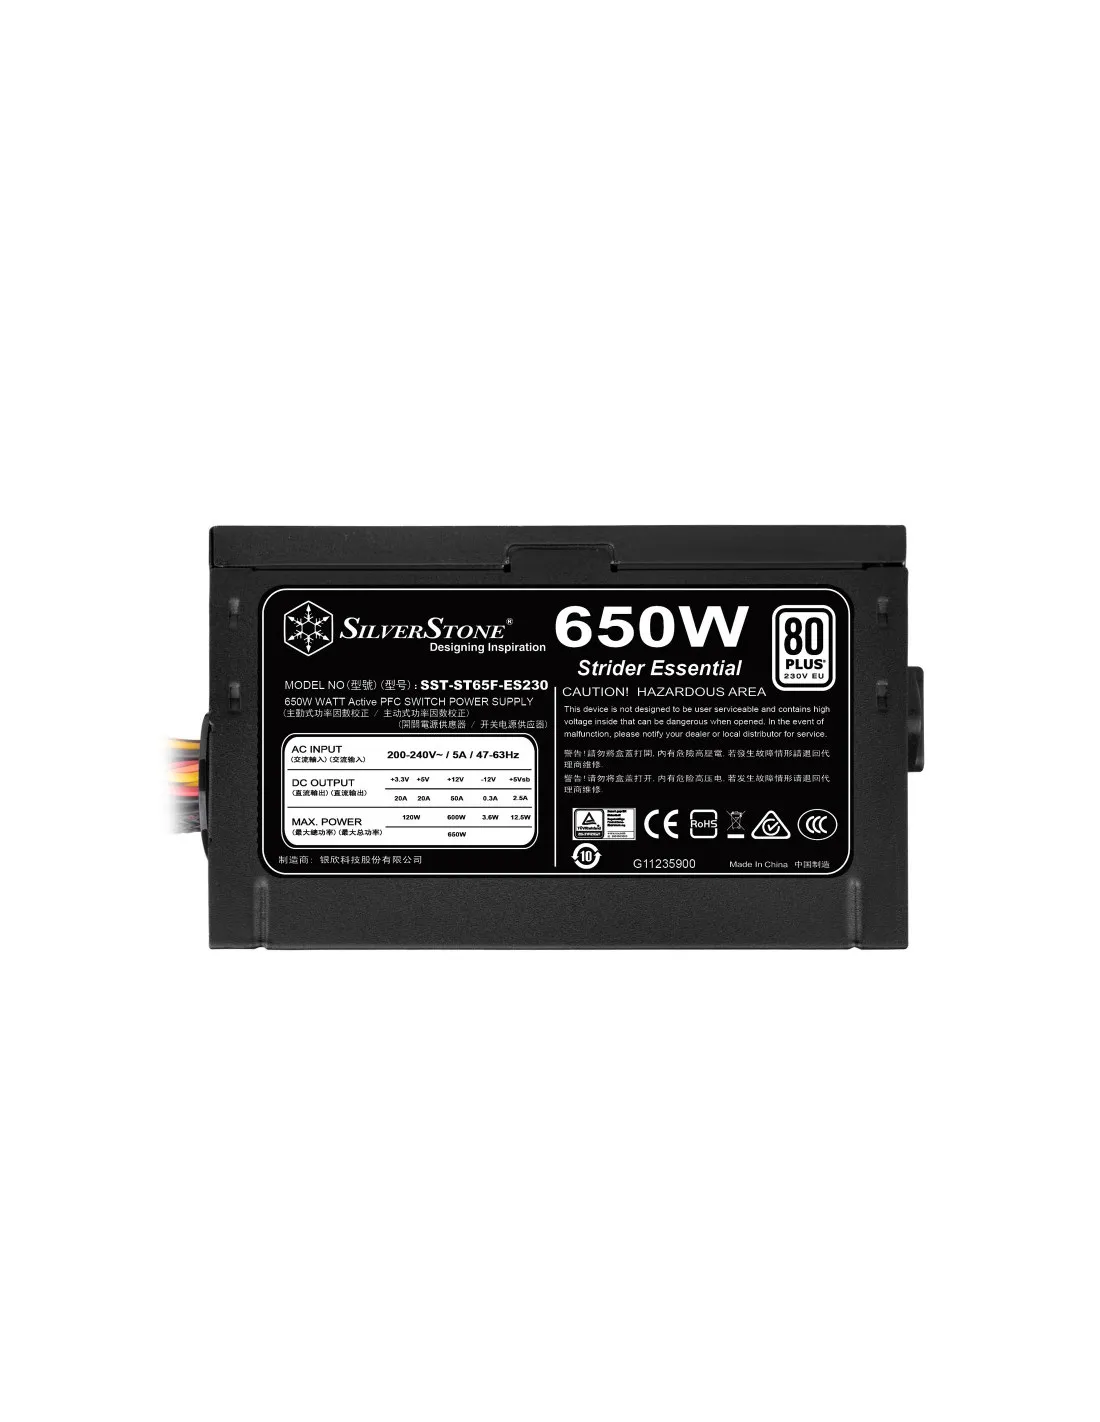 SILVERSTONE®
Designing Inspiration
650W
Strider Essential
80
PLUS®
230V EU
MODEL NO (型號) (型号) : SST-ST65F-ES230
650W WATT Active PFC SWITCH POWER SUPPLY
(主動式功率因數校正 / 主动式功率因数校正)
(開關電源供應器 / 开关电源供应器)
AC INPUT
(交流輸入) (交流输入)
200-240V~ / 5A / 47-63Hz
DC OUTPUT
(直流輸出) (直流输出)
+3.3V +5V +12V -12V +5Vsb
20A 20A 50A 0.3A 2.5A
MAX. POWER
(最大總功率) (最大总功率)
120W 600W 3.6W 12.5W
650W
制造商: 银欣科技股份有限公司
CAUTION! HAZARDOUS AREA
This device is not designed to be user serviceable and contains high
voltage inside that can be dangerous when opened. In the event of
malfunction, please notify your dealer or local distributor for service.
警告! 請勿將盒蓋打開, 內有危險高壓電, 若發生故障情形請退回代
理商維修.
警告! 请勿将盒盖打开, 内有危险高压电, 若发生故障情形请退回代
理商维修.
TÜVRheinland
CE
RoHS
CCC
10
G11235900
Made In China 中国制造